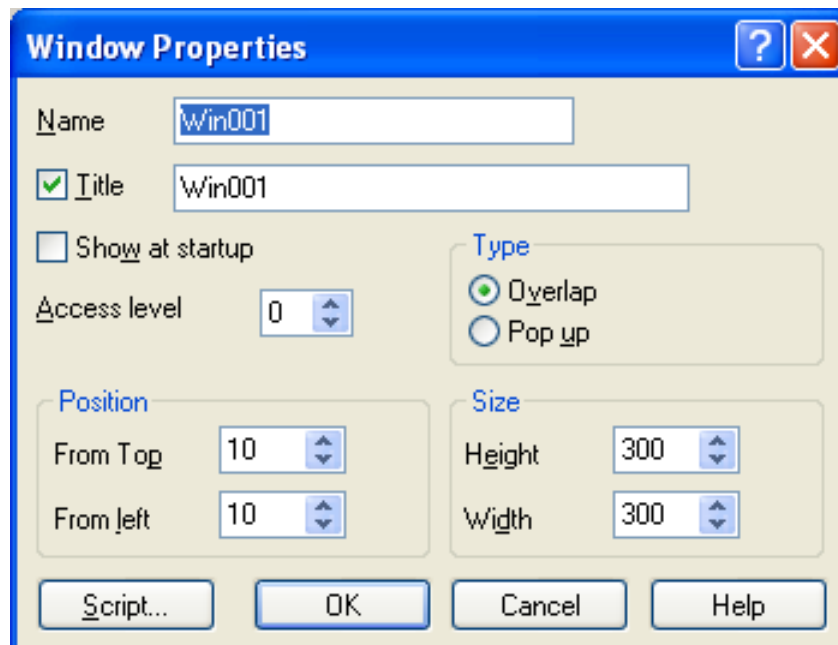 Window Properties
Name Win001
Title Win001
Show at startup
Type
Access level 0
Overlap
Pop up
Position
Size
From Top 10
Height 300
From left 10
Width 300
Script... OK Cancel Help